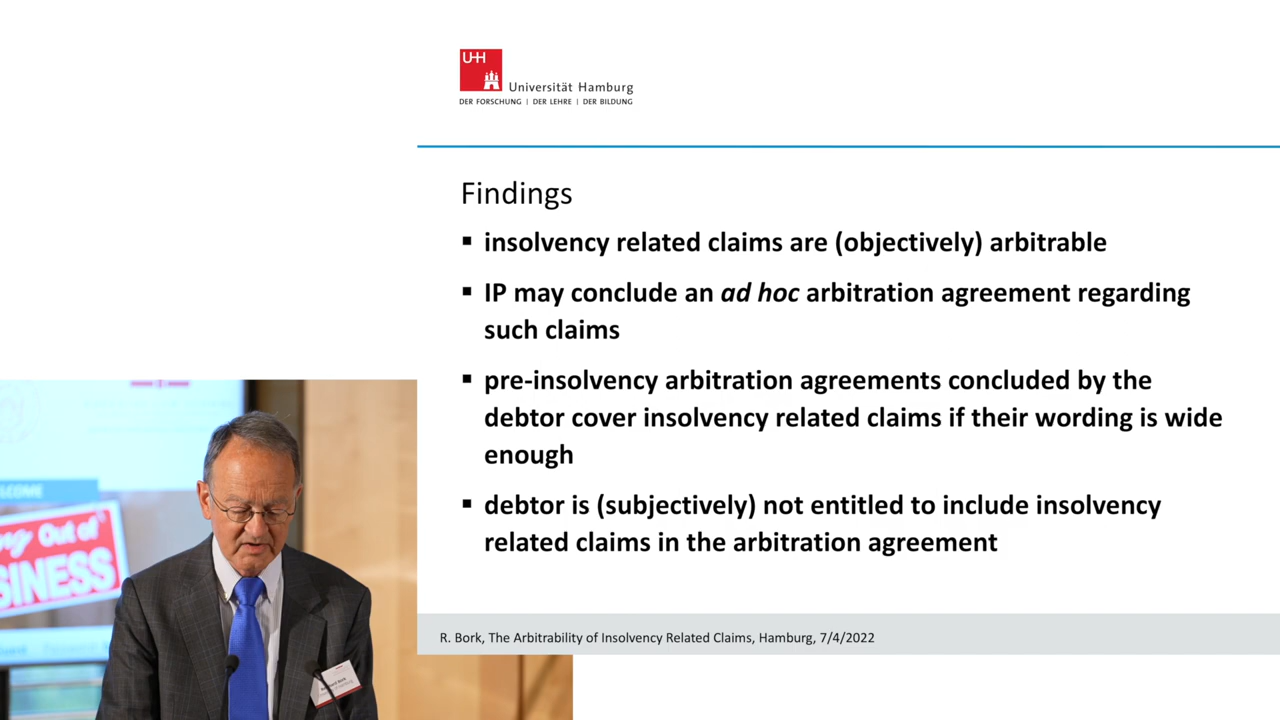 UHH
Universität Hamburg
DER FORSCHUNG | DER LEHRE | DER BILDUNG
Findings
▪ insolvency related claims are (objectively) arbitrable
▪ IP may conclude an ad hoc arbitration agreement regarding
such claims
▪ pre-insolvency arbitration agreements concluded by the
debtor cover insolvency related claims if their wording is wide
enough
▪ debtor is (subjectively) not entitled to include insolvency
related claims in the arbitration agreement
R. Bork, The Arbitrability of Insolvency Related Claims, Hamburg, 7/4/2022
Out of